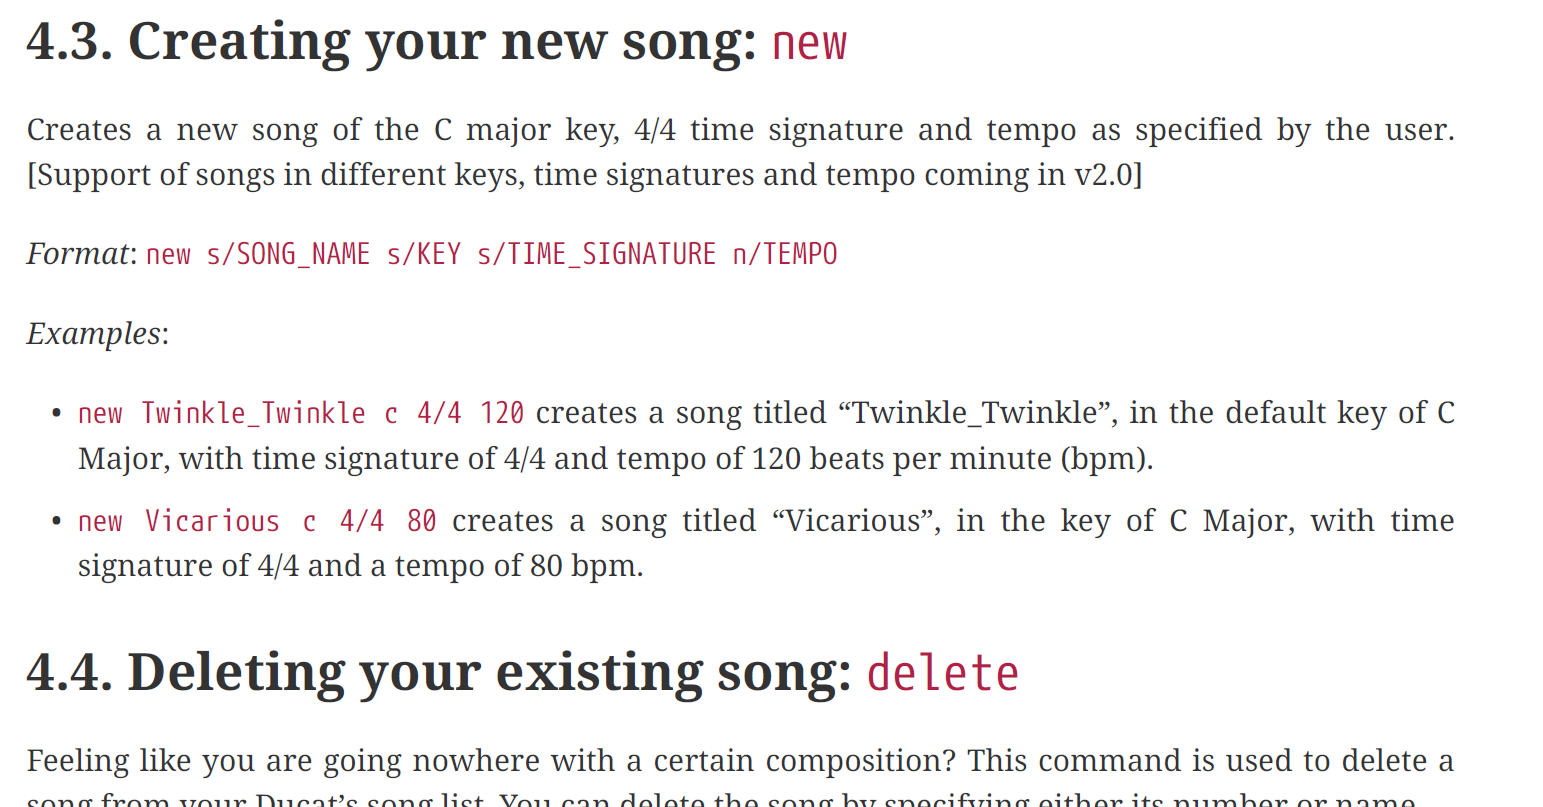 4.3. Creating your new song: new
Creates a new song of the C major key, 4/4 time signature and tempo as specified by the user.
[Support of songs in different keys, time signatures and tempo coming in v2.0]
Format: new s/SONG_NAME s/KEY s/TIME_SIGNATURE n/TEMPO
Examples:
• new Twinkle_Twinkle c 4/4 120 creates a song titled “Twinkle_Twinkle”, in the default key of C
Major, with time signature of 4/4 and tempo of 120 beats per minute (bpm).
• new Vicarious c 4/4 80 creates a song titled “Vicarious”, in the key of C Major, with time
signature of 4/4 and a tempo of 80 bpm.
4.4. Deleting your existing song: delete
Feeling like you are going nowhere with a certain composition? This command is used to delete a
song from your Ducat’s song list. You can delete the song by specifying either its number or name.